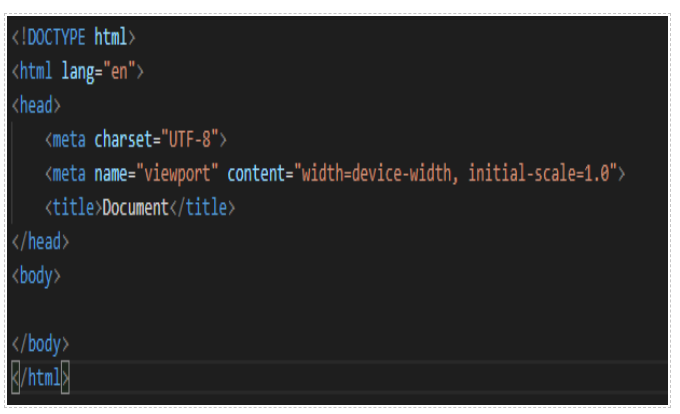 <!DOCTYPE html>
<html lang="en">
<head>
    <meta charset="UTF-8">
    <meta name="viewport" content="width=device-width, initial-scale=1.0">
    <title>Document</title>
</head>
<body>

</body>
</html>